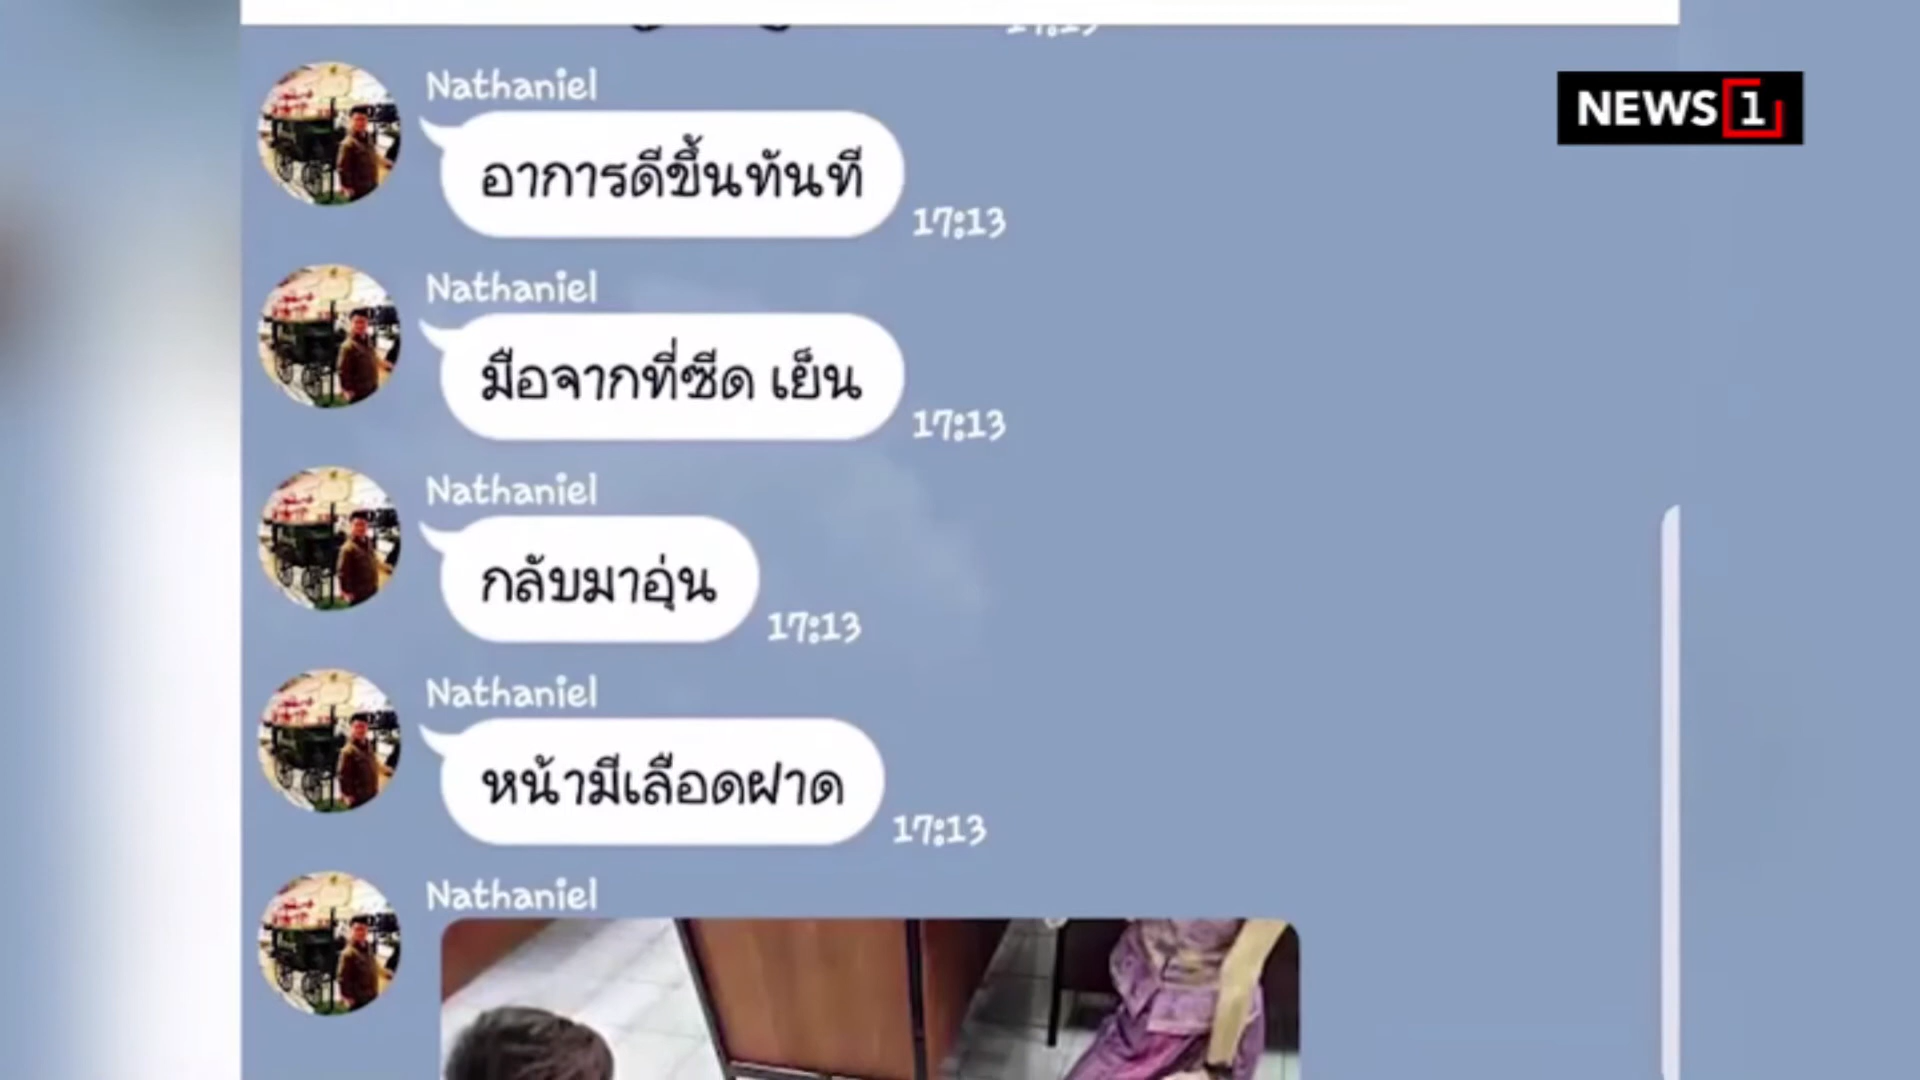 NEWS 1
Nathaniel
อาการดีขึ้นทันที
17:13
Nathaniel
มือจากที่ซีด เย็น
17:13
Nathaniel
กลับมาอุ่น
17:13
Nathaniel
หน้ามีเลือดฝาด
17:13
Nathaniel